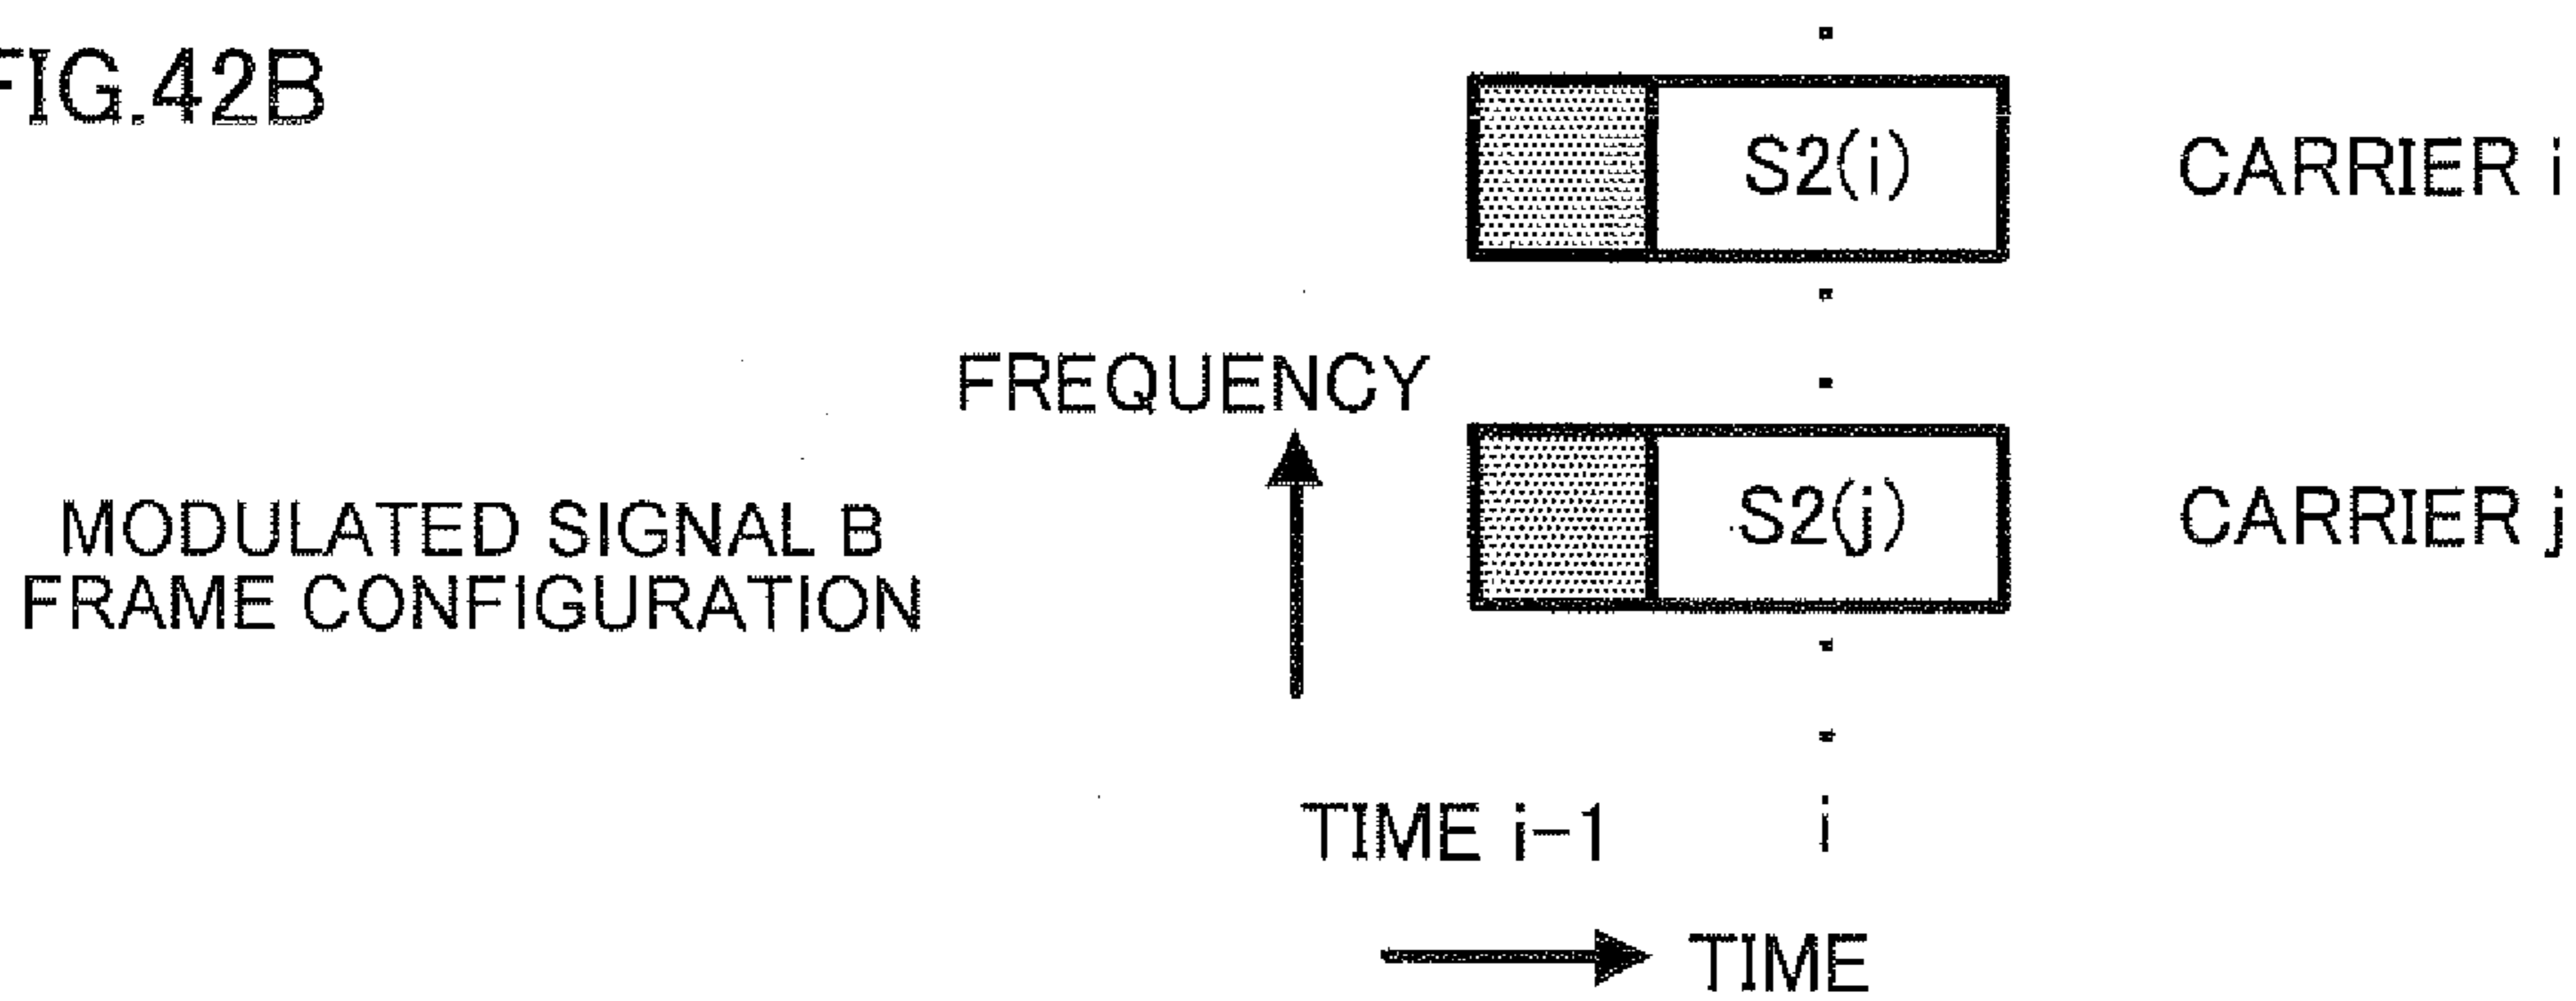 FIG.42B
S2(i)
CARRIER i
FREQUENCY
S2(j)
CARRIER j
MODULATED SIGNAL B
FRAME CONFIGURATION
TIME i-1
i
TIME